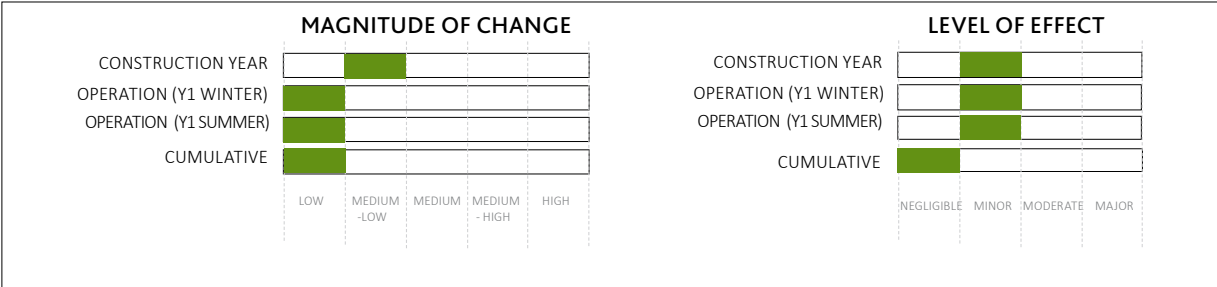 MAGNITUDE OF CHANGE
CONSTRUCTION YEAR
OPERATION (Y1 WINTER)
OPERATION (Y1 SUMMER)
CUMULATIVE
LOW
MEDIUM
-LOW
MEDIUM
MEDIUM
- HIGH
HIGH
LEVEL OF EFFECT
CONSTRUCTION YEAR
OPERATION (Y1 WINTER)
OPERATION (Y1 SUMMER)
CUMULATIVE
NEGLIGIBLE
MINOR
MODERATE
MAJOR